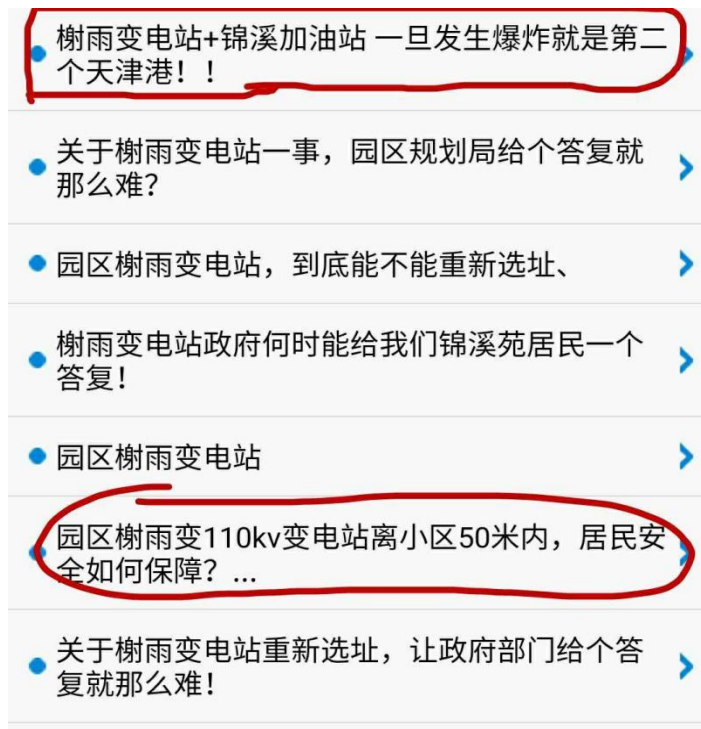 榭雨变电站+锦溪加油站 一旦发生爆炸就是第二
个天津港！！
关于榭雨变电站一事，园区规划局给个答复就
那么难？
园区榭雨变电站，到底能不能重新选址、
榭雨变电站政府何时能给我们锦溪苑居民一个
答复！
园区榭雨变电站
园区榭雨变110kv变电站离小区50米内，居民安
全如何保障？...
关于榭雨变电站重新选址，让政府部门给个答
复就那么难！